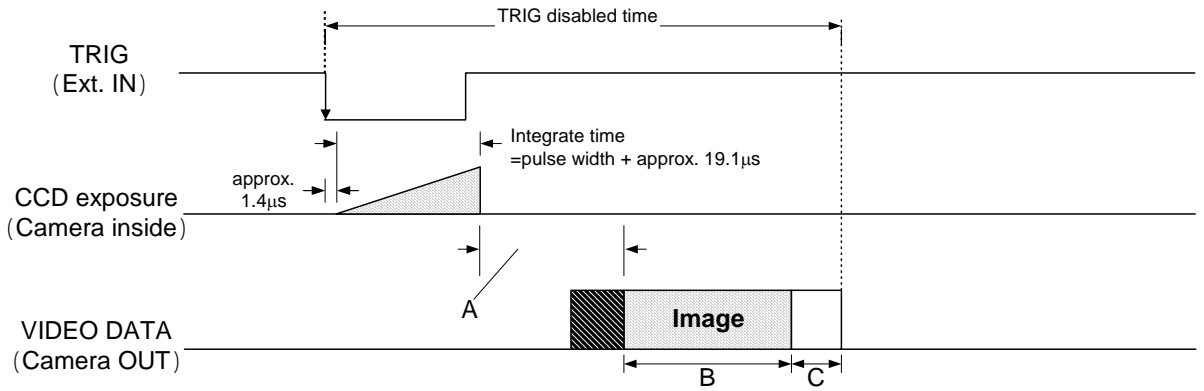 TRIG disabled time
TRIG
(Ext. IN)
Integrate time
=pulse width + approx. 19.1μs
approx.
1.4μs
CCD exposure
(Camera inside)
A
VIDEO DATA
(Camera OUT)
Image
B
C